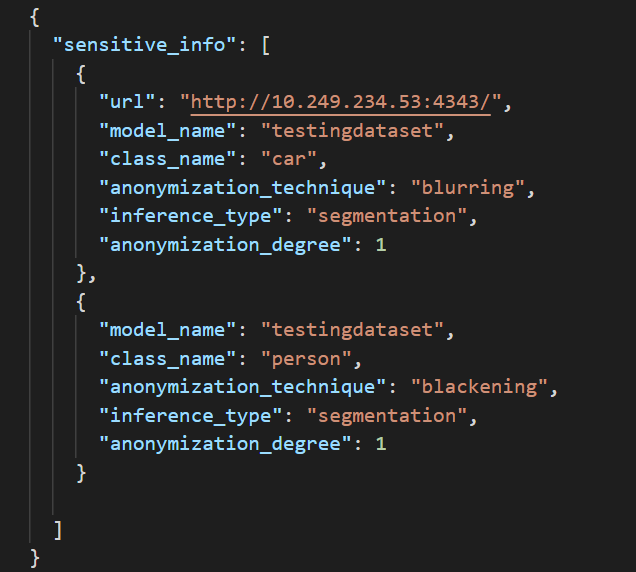 {
"sensitive_info": [
{
"url": "http://10.249.234.53:4343/",
"model_name": "testingdataset",
"class_name": "car",
"anonymization_technique": "blurring",
"inference_type": "segmentation",
"anonymization_degree": 1
},
{
"model_name": "testingdataset",
"class_name": "person",
"anonymization_technique": "blackening",
"inference_type": "segmentation",
"anonymization_degree": 1
}
]
}